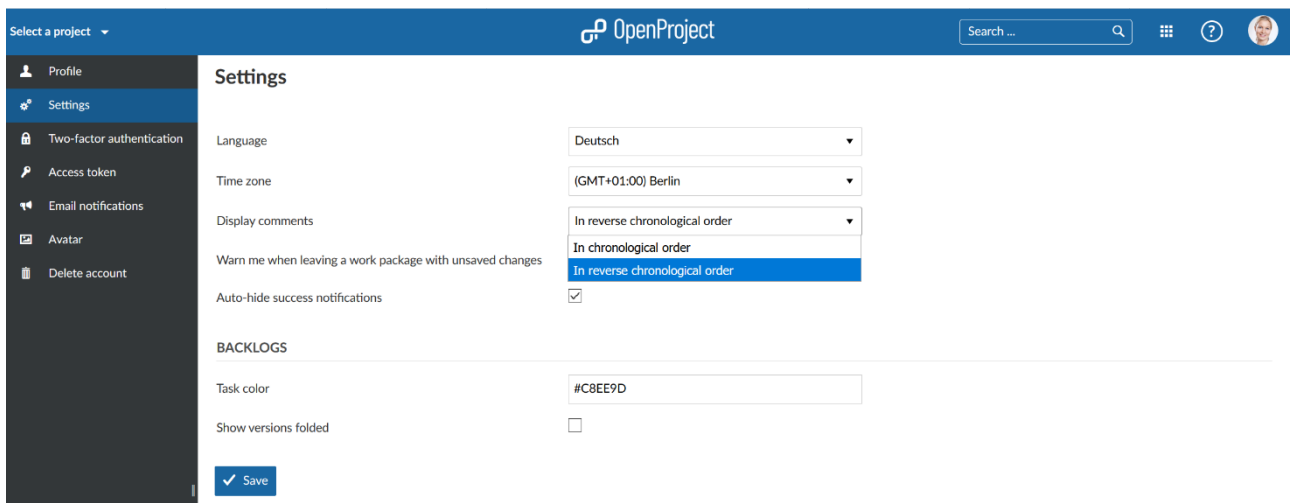 Select a project
OpenProject
Search ...
?
Profile
Settings
Two-factor authentication
Access token
Email notifications
Avatar
Delete account
Settings
Language Deutsch
Time zone (GMT+01:00) Berlin
Display comments In reverse chronological order
In chronological order
Warn me when leaving a work package with unsaved changes In reverse chronological order
Auto-hide success notifications
BACKLOGS
Task color #C8EE9D
Show versions folded
Save